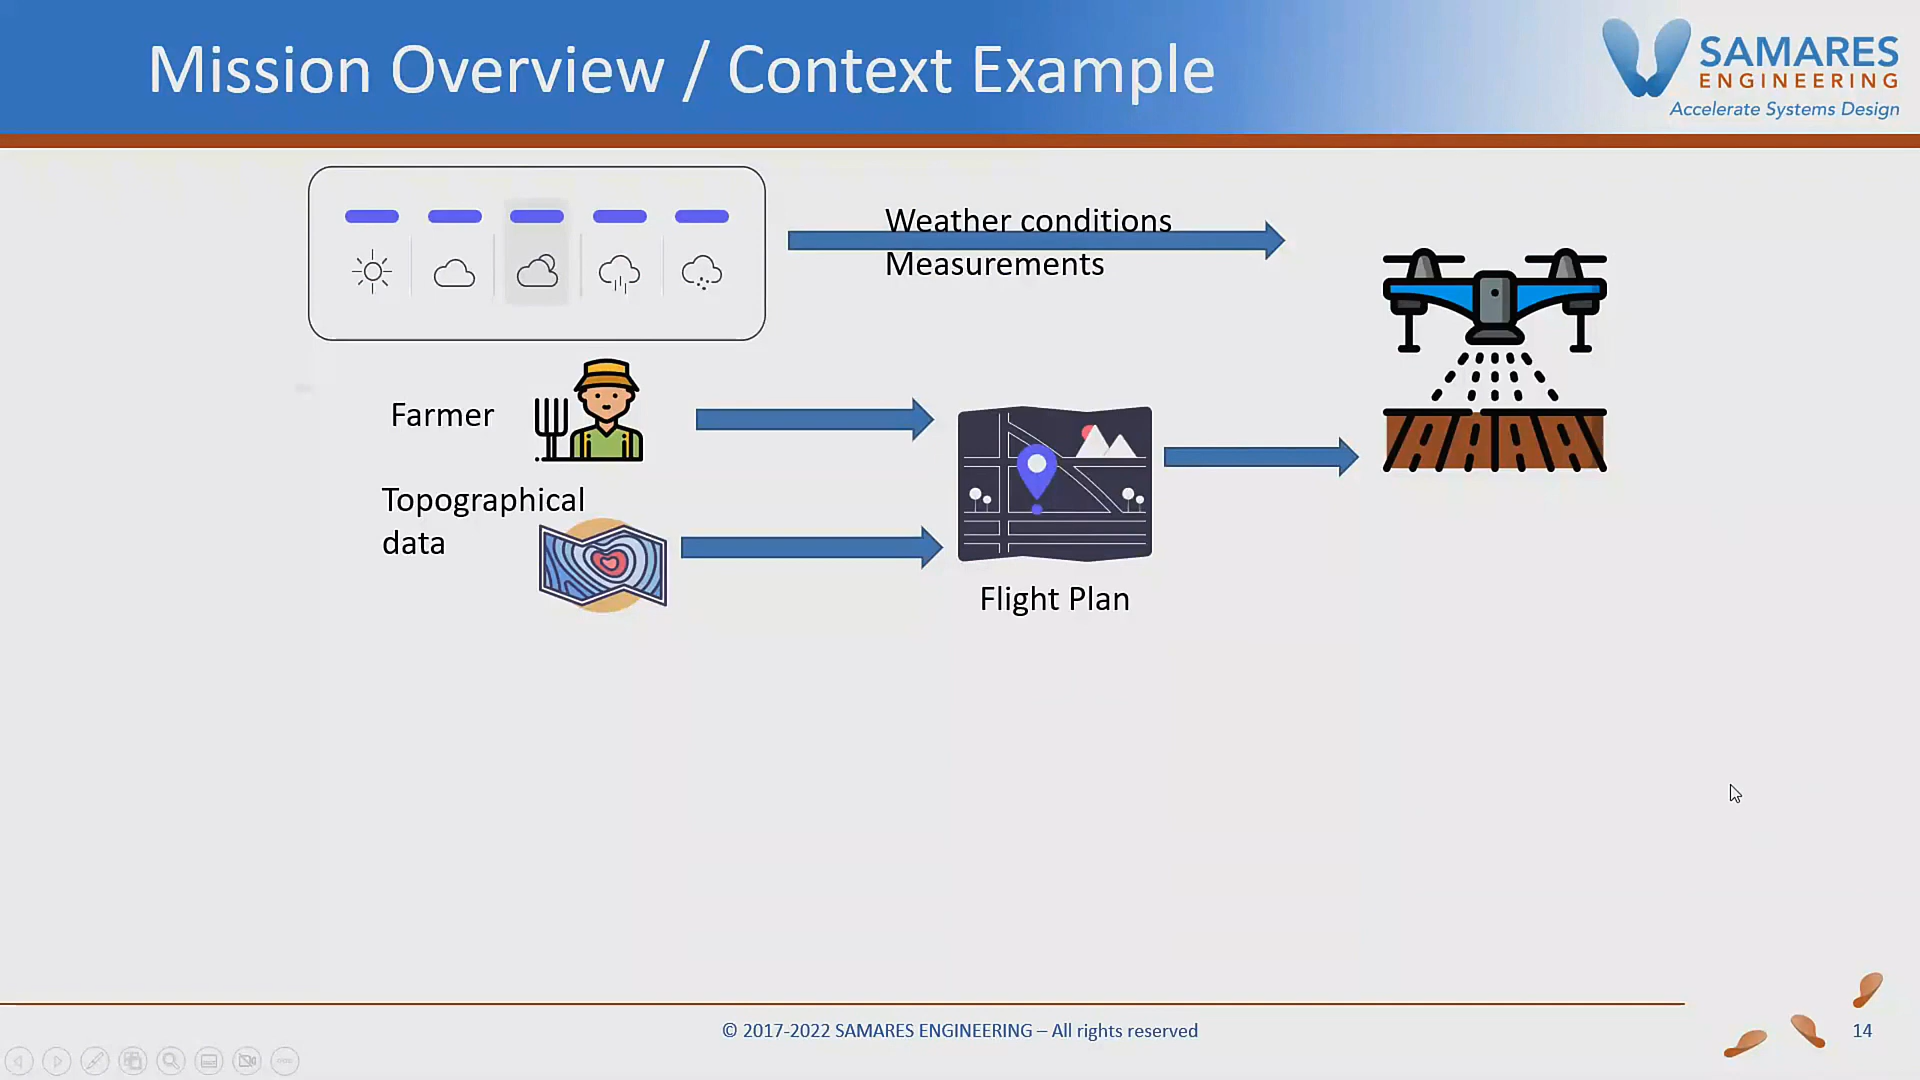 Mission Overview / Context Example
SAMARES
ENGINEERING
Accelerate Systems Design
Weather conditions
Measurements
Farmer
Topographical
data
Flight Plan
© 2017-2022 SAMARES ENGINEERING – All rights reserved
14